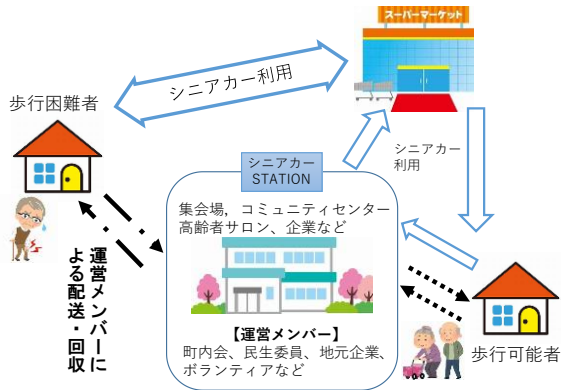 スーパーマーケット
シニアカー利用
歩行困難者
シニアカー
利用
シニアカー
STATION
集会場，コミュニティセンター
高齢者サロン、企業など
運営メンバーに
よる配送・回収
【運営メンバー】
町内会、民生委員、地元企業、
ボランティアなど
歩行可能者